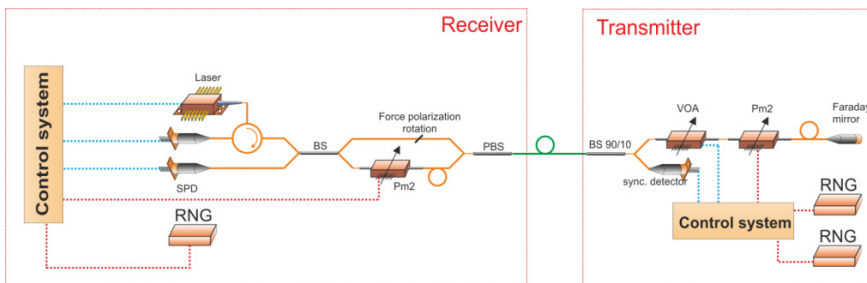 Receiver
Transmitter
Control system
Laser
SPD
RNG
BS
Force polarization
rotation
Pm2
PBS
BS 90/10
VOA
Pm2
Faraday
mirror
sync. detector
Control system
RNG
RNG